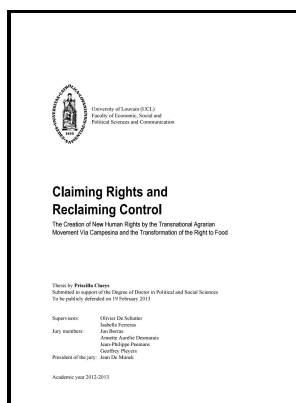 University of Louvain (UCL)
Faculty of Economic, Social and
Political Sciences and Communication
Claiming Rights and
Reclaiming Control
The Creation of New Human Rights by the Transnational Agrarian
Movement Via Campesina and the Transformation of the Right to Food
Thesis by Priscilla Claeys
Submitted in support of the Degree of Doctor in Political and Social Sciences
To be publicly defended on 19 February 2013
Supervisors: Olivier De Schutter
Isabelle Ferreras
Jury members: Jun Borras
Annette Aurelie Desmarais
Jean-Philippe Peemans
Geoffrey Pleyers
President of the jury: Jean De Munck
Academic year 2012-2013